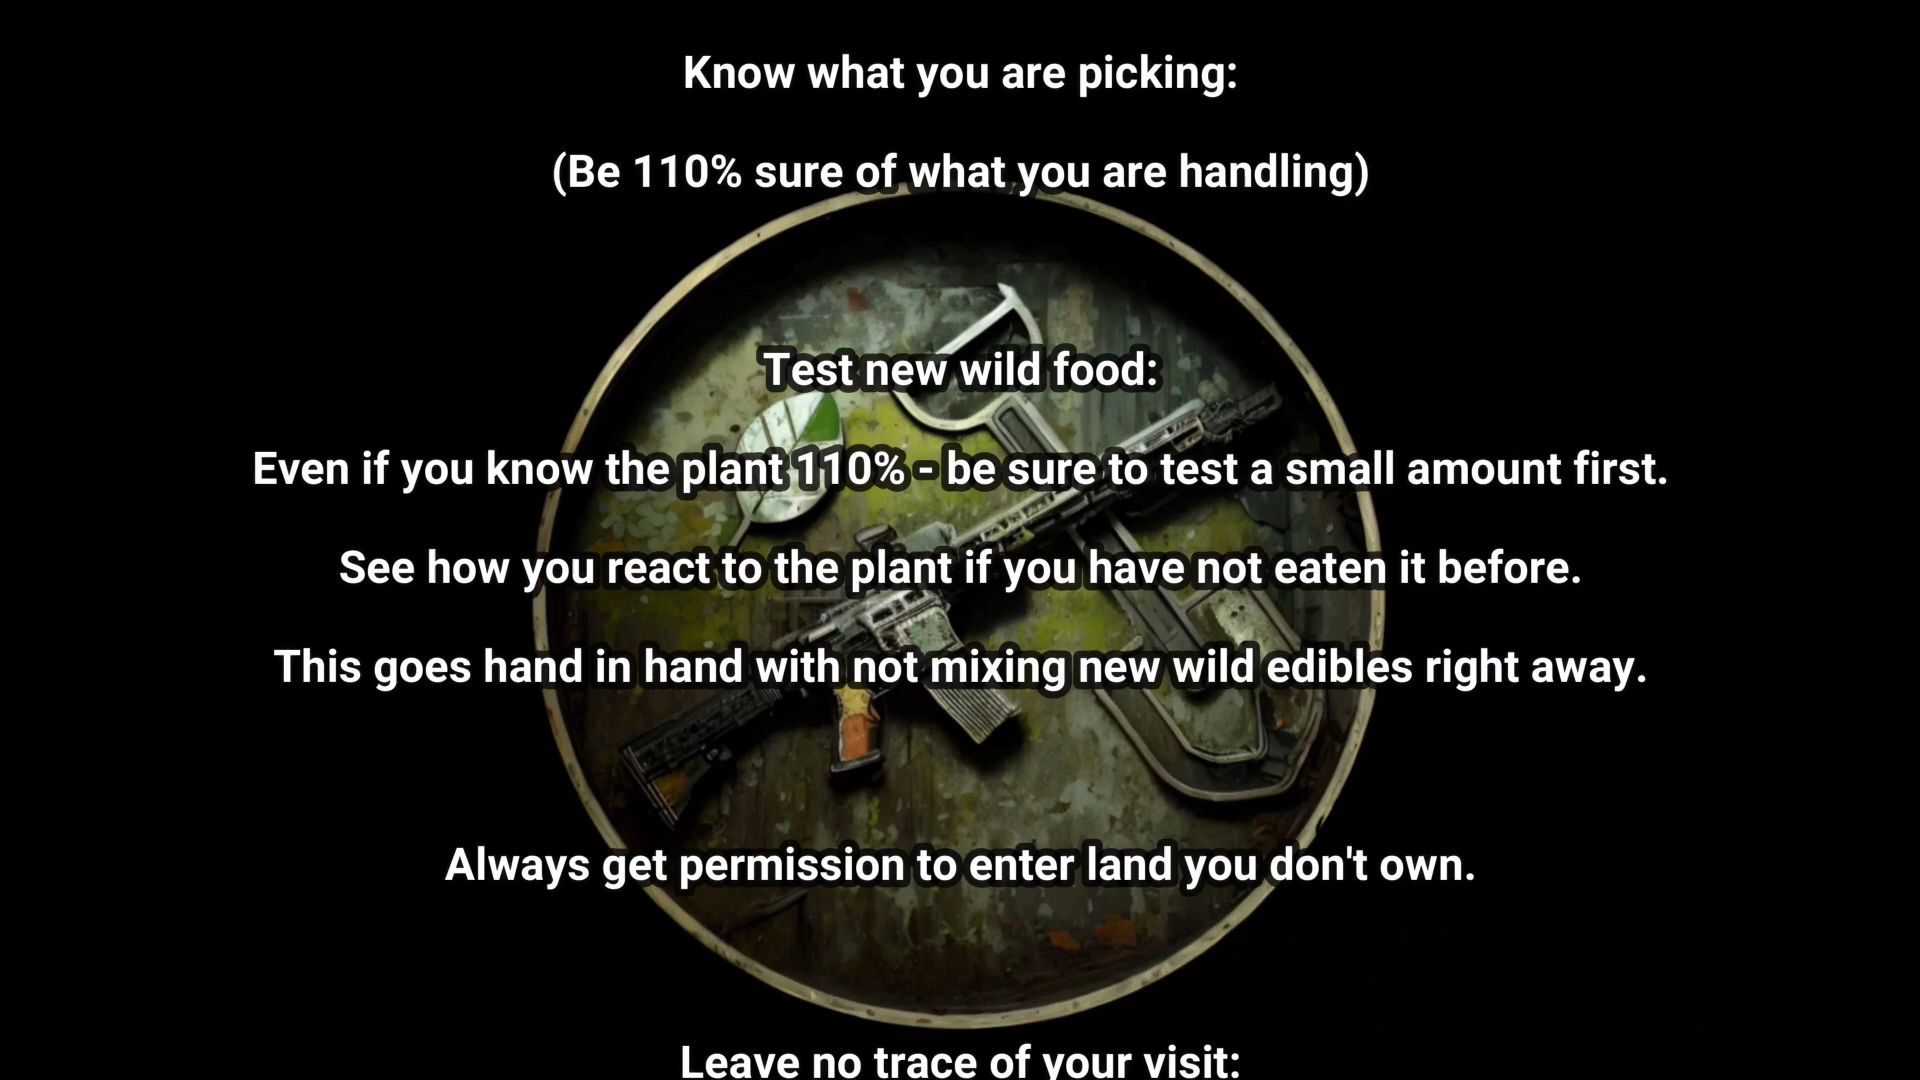 Know what you are picking:
(Be 110% sure of what you are handling)
Test new wild food:
Even if you know the plant 110% - be sure to test a small amount first.
See how you react to the plant if you have not eaten it before.
This goes hand in hand with not mixing new wild edibles right away.
Always get permission to enter land you don't own.
Leave no trace of your visit: